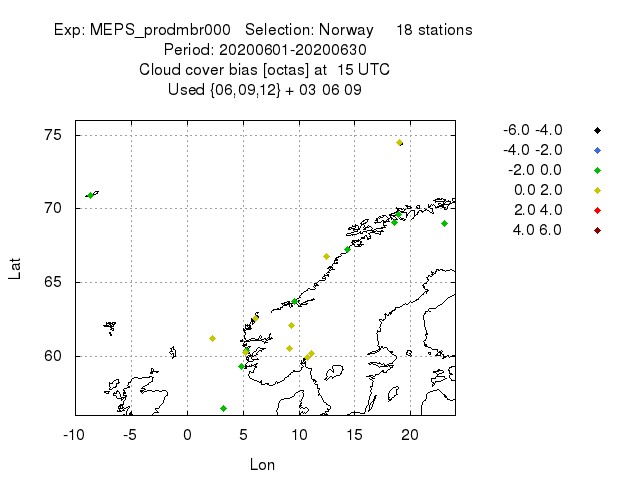 Exp: MEPS_prodmbr000   Selection: Norway     18 stations
Period: 20200601-20200630
Cloud cover bias [octas] at  15 UTC
Used {06,09,12} + 03 06 09
-6.0 -4.0
-4.0 -2.0
-2.0 0.0
0.0 2.0
2.0 4.0
4.0 6.0
75
70
65
60
Lat
-10 -5 0 5 10 15 20
Lon